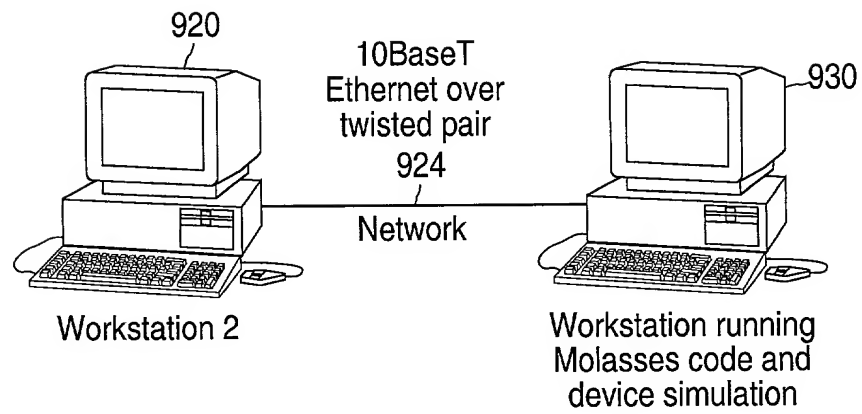 920
10BaseT
Ethernet over
twisted pair
924
930
Network
Workstation 2
Workstation running
Molasses code and
device simulation